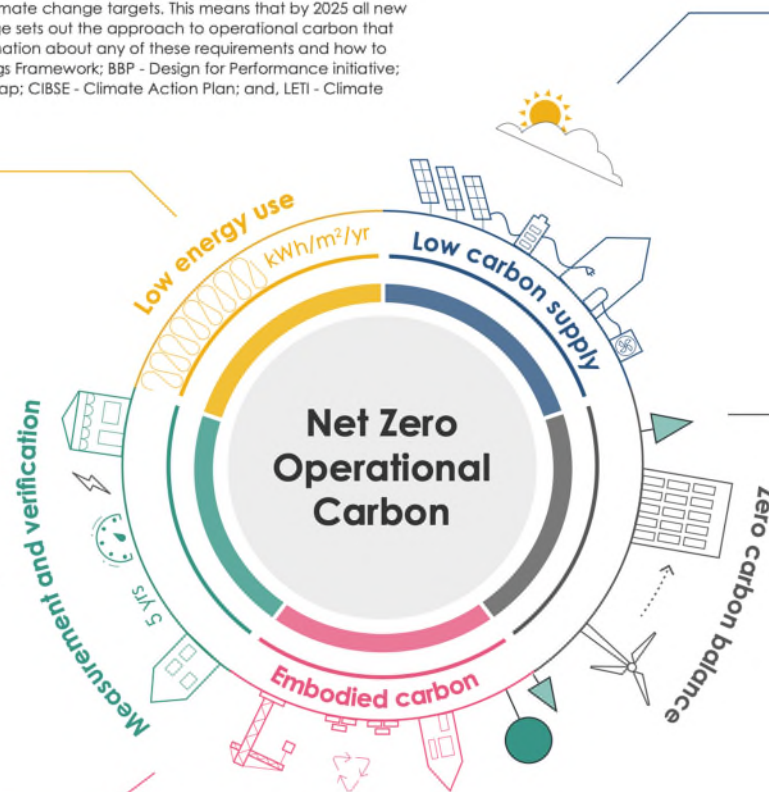 mate change targets. This means that by 2025 all new
e sets out the approach to operational carbon that
nation about any of these requirements and how to
gs Framework; BBP - Design for Performance initiative;
ap; CIBSE - Climate Action Plan; and, LETI - Climate
Low energy use
kWh/m²/yr
Low carbon supply
Net Zero
Operational
Carbon
Measurement and verification
5 yrs
Zero carbon balance
Embodied carbon